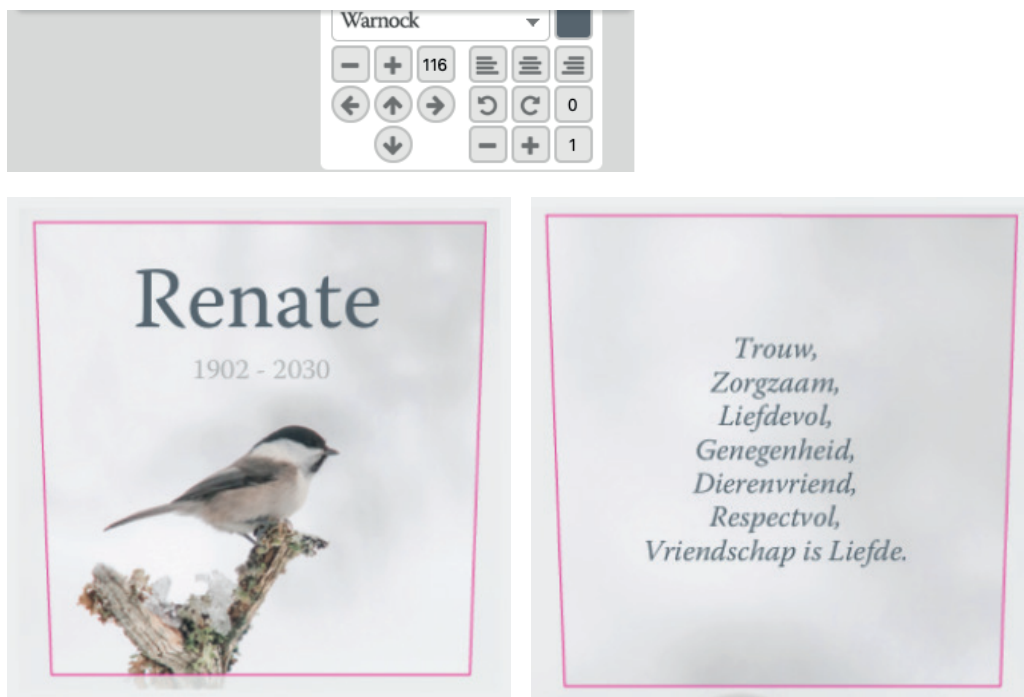 Warnock
116
0
1
Renate
1902 - 2030
Trouw,
Zorgzaam,
Liefdevol,
Genegenheid,
Dierenvriend,
Respectvol,
Vriendschap is Liefde.